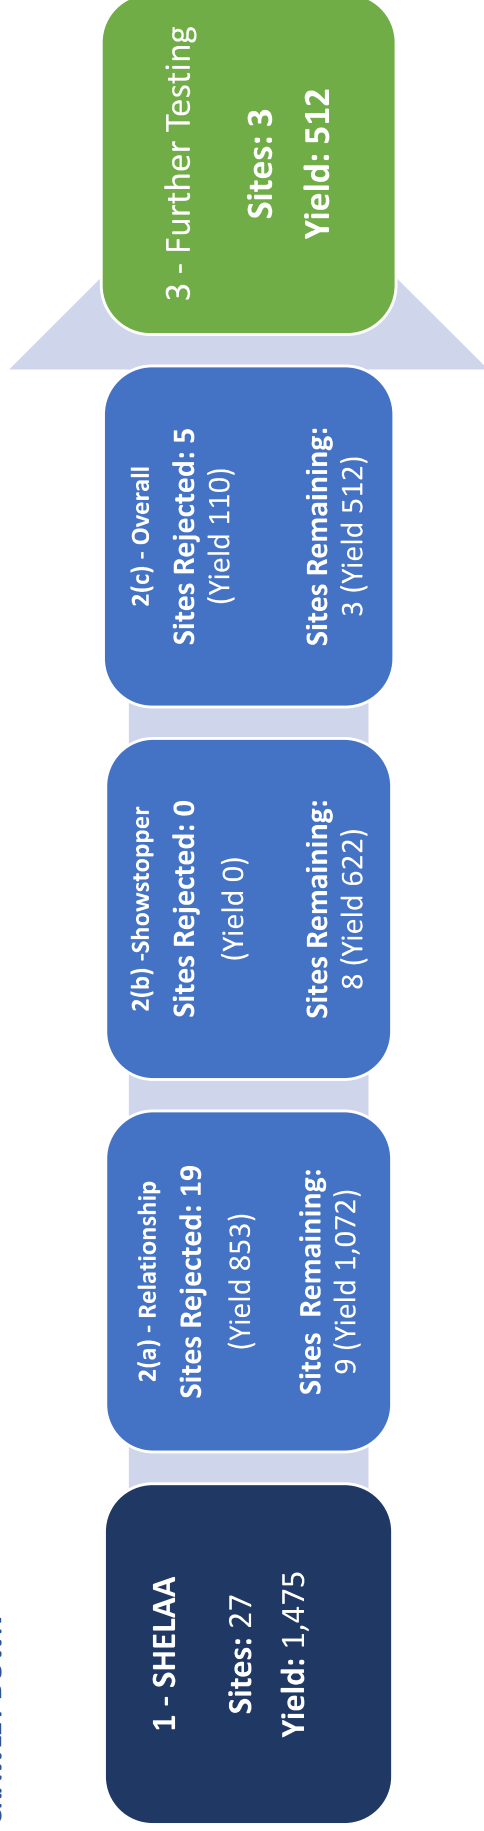 1 - SHELAA
Sites: 27
Yield: 1,475
2(a) - Relationship
Sites Rejected: 19
(Yield 853)
Sites Remaining:
9 (Yield 1,072)
2(b) -Showstopper
Sites Rejected: 0
(Yield 0)
Sites Remaining:
8 (Yield 622)
2(c) - Overall
Sites Rejected: 5
(Yield 110)
Sites Remaining:
3 (Yield 512)
3 - Further Testing
Sites: 3
Yield: 512